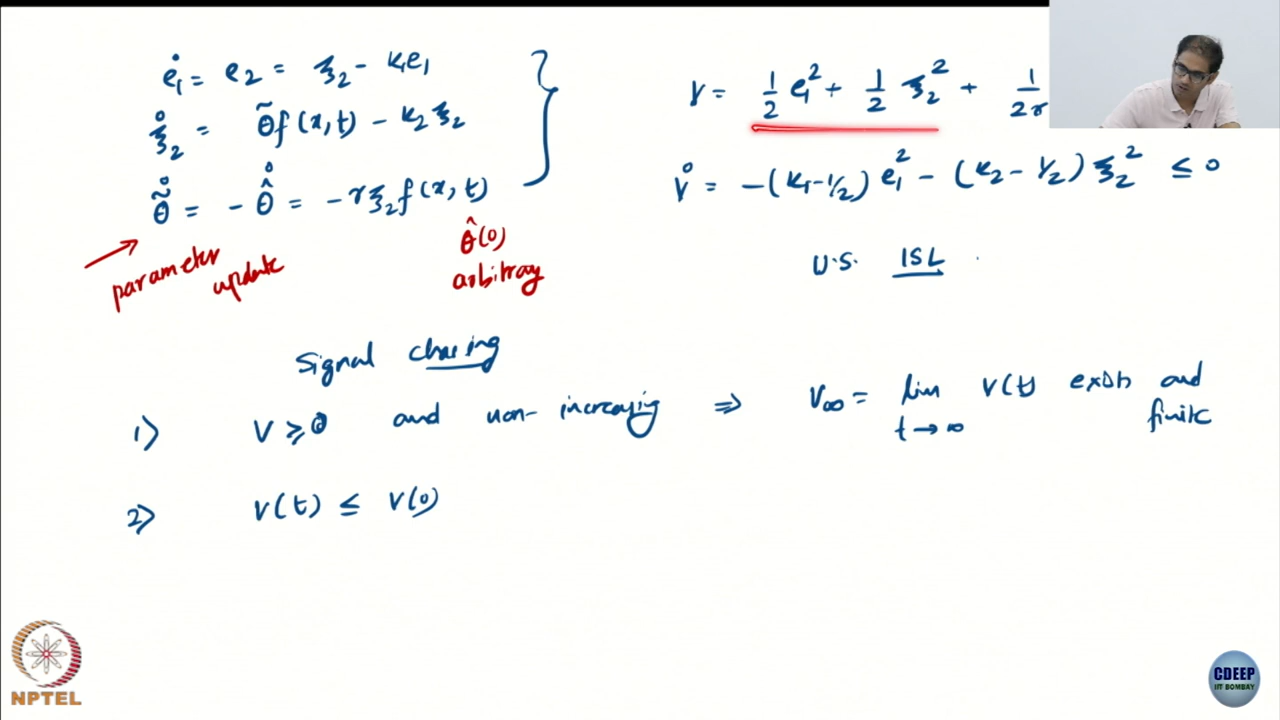 ė₁ = e₂ = ξ₂ - k₁e₁
ξ̇₂ = θ̃f(x,t) - k₂ξ₂
θ̃̇ = - θ̂̇ = - γξ₂f(x,t)
parameter update
θ̂(0) arbitray
V = 1/2 e₁² + 1/2 ξ₂² + 1/2γ
V̇ = -(k₁-1/2) e₁² - (k₂-1/2) ξ₂² ≤ 0
U.S. ISL
Signal chasing
1) V ≥ 0 and non-increasing ⇒ V∞ = lim t→∞ V(t) exists and finite
2) V(t) ≤ V(0)
NPTEL
CDEEP
IIT BOMBAY